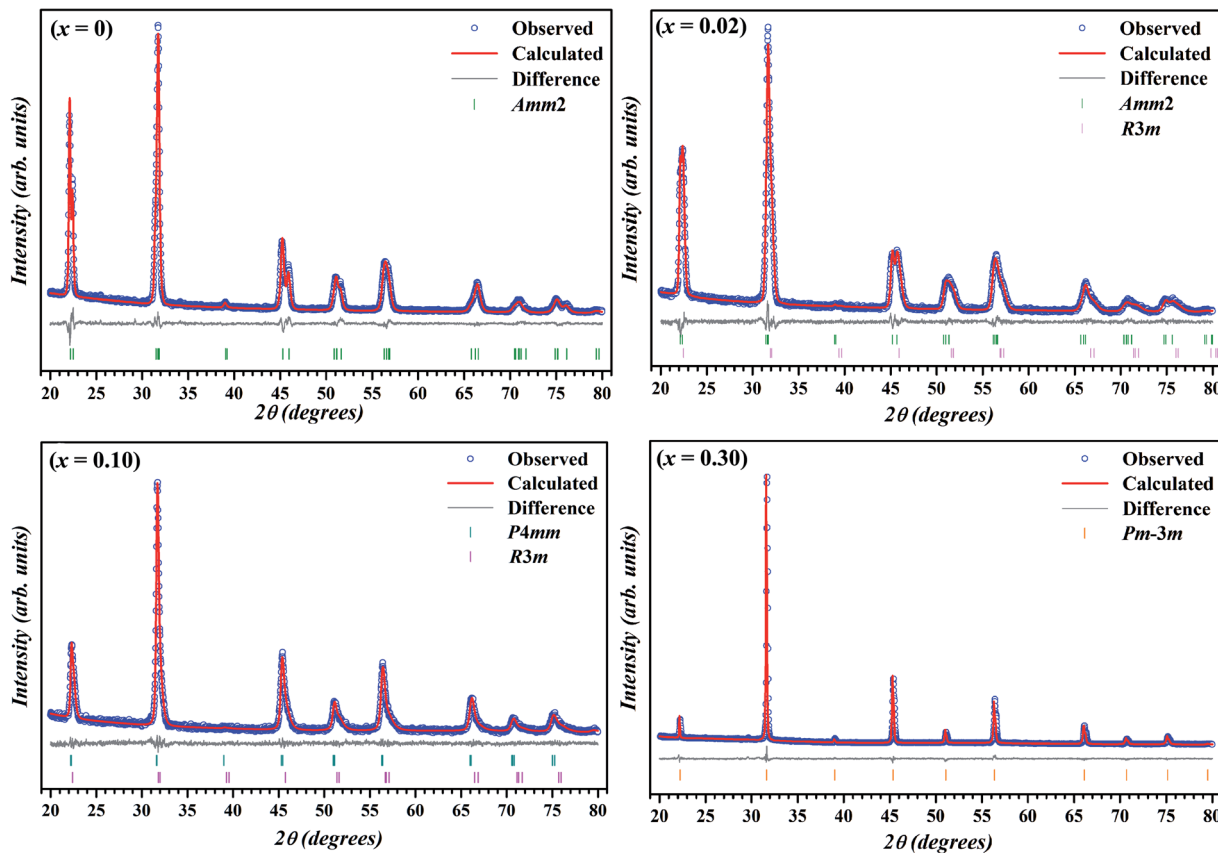 (x = 0)
Observed
Calculated
Difference
Amm2
Intensity (arb. units)
20 25 30 35 40 45 50 55 60 65 70 75 80
2θ (degrees)
(x = 0.02)
Observed
Calculated
Difference
Amm2
R3m
Intensity (arb. units)
20 25 30 35 40 45 50 55 60 65 70 75 80
2θ (degrees)
(x = 0.10)
Observed
Calculated
Difference
P4mm
R3m
Intensity (arb. units)
20 25 30 35 40 45 50 55 60 65 70 75 80
2θ (degrees)
(x = 0.30)
Observed
Calculated
Difference
Pm-3m
Intensity (arb. units)
20 25 30 35 40 45 50 55 60 65 70 75 80
2θ (degrees)